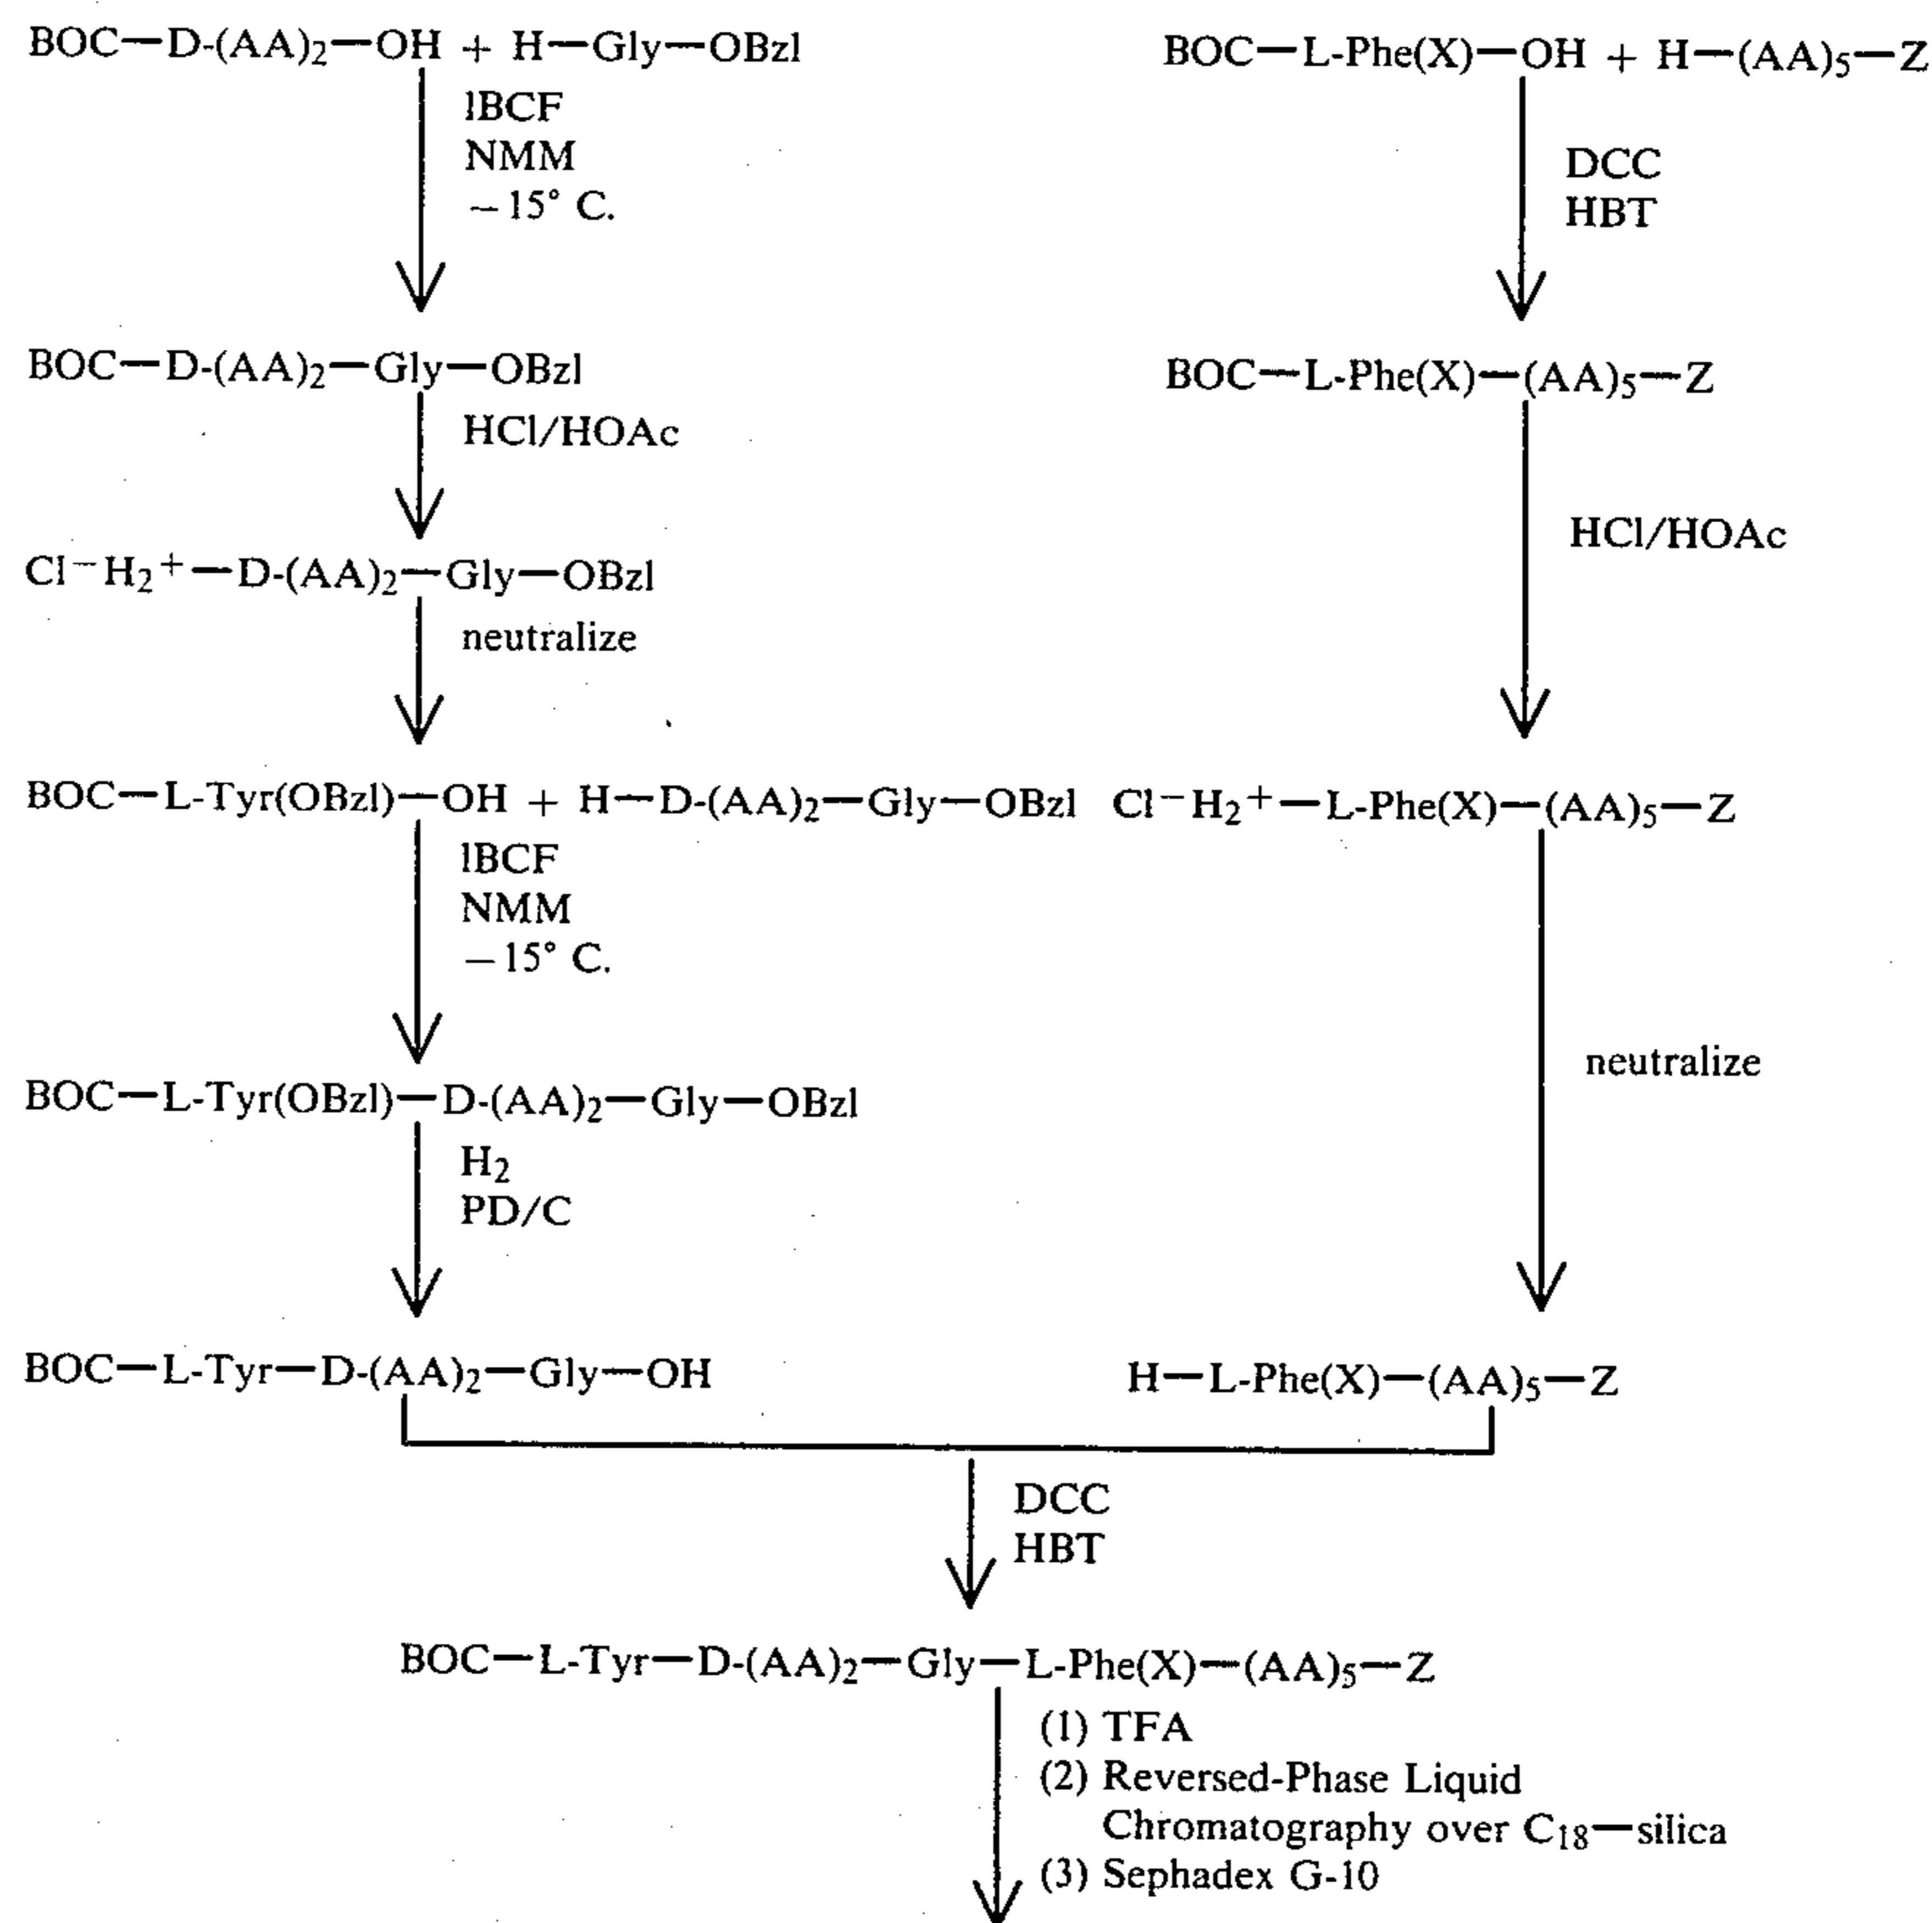 BOC—D-(AA)₂—OH + H—Gly—OBzl
IBCF
NMM
−15° C.
BOC—D-(AA)₂—Gly—OBzl
HCl/HOAc
Cl⁻H₂⁺—D-(AA)₂—Gly—OBzl
neutralize
BOC—L-Tyr(OBzl)—OH + H—D-(AA)₂—Gly—OBzl
IBCF
NMM
−15° C.
BOC—L-Tyr(OBzl)—D-(AA)₂—Gly—OBzl
H₂
PD/C
BOC—L-Tyr—D-(AA)₂—Gly—OH
BOC—L-Phe(X)—OH + H—(AA)₅—Z
DCC
HBT
BOC—L-Phe(X)—(AA)₅—Z
HCl/HOAc
Cl⁻H₂⁺—L-Phe(X)—(AA)₅—Z
neutralize
H—L-Phe(X)—(AA)₅—Z
DCC
HBT
BOC—L-Tyr—D-(AA)₂—Gly—L-Phe(X)—(AA)₅—Z
(1) TFA
(2) Reversed-Phase Liquid
Chromatography over C₁₈—silica
(3) Sephadex G-10